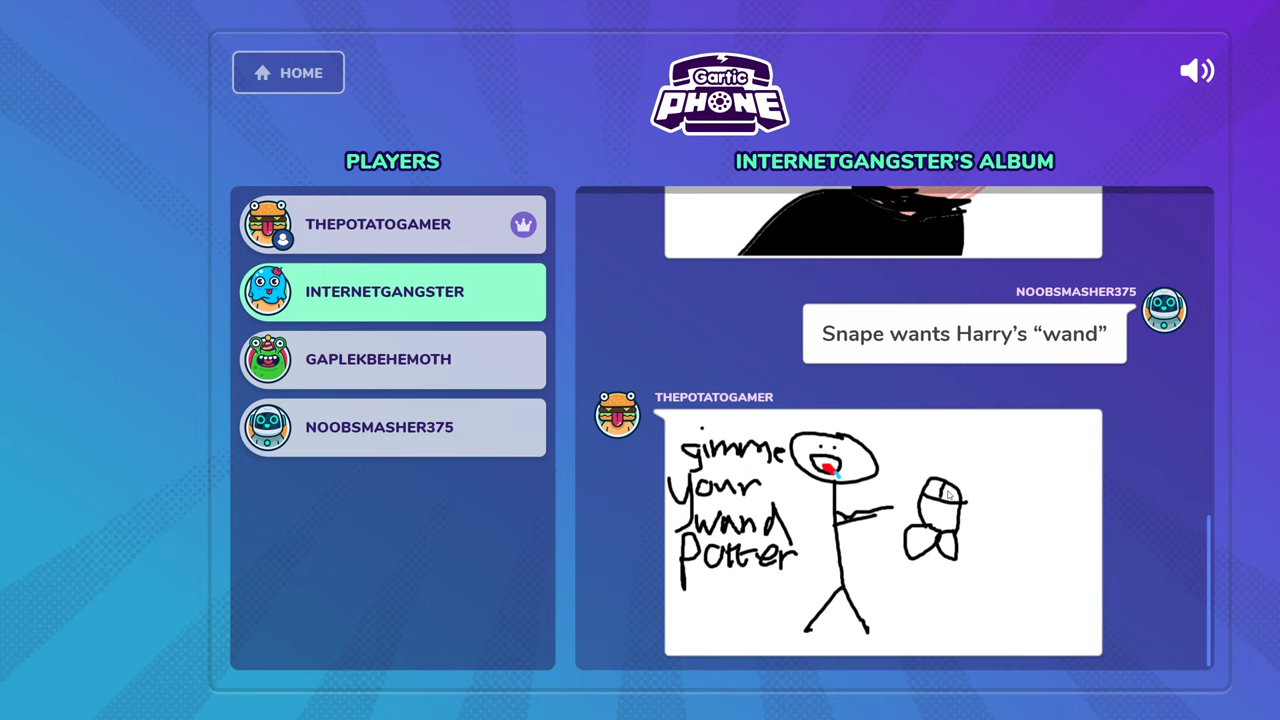 HOME
Gartic
PHONE
PLAYERS
INTERNETGANGSTER'S ALBUM
THEPOTATOGAMER
INTERNETGANGSTER
GAPLEKBEHEMOTH
NOOBSMASHER375
NOOBSMASHER375
Snape wants Harry’s “wand”
THEPOTATOGAMER
gimme
your
wand
potter